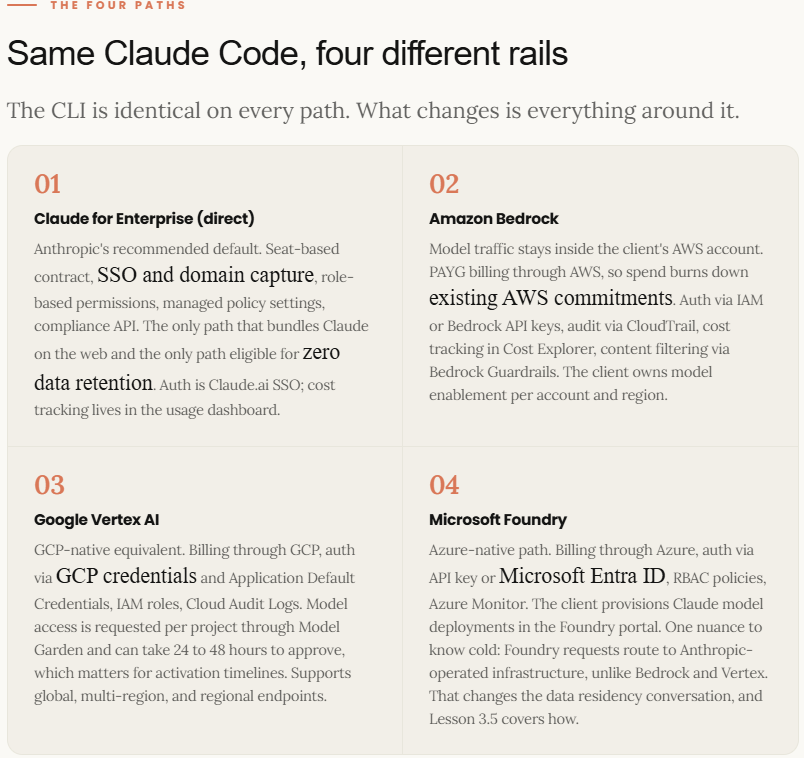 THE FOUR PATHS
Same Claude Code, four different rails
The CLI is identical on every path. What changes is everything around it.
01
Claude for Enterprise (direct)
Anthropic's recommended default. Seat-based
contract, SSO and domain capture, role-
based permissions, managed policy settings,
compliance API. The only path that bundles Claude
on the web and the only path eligible for zero
data retention. Auth is Claude.ai SSO; cost
tracking lives in the usage dashboard.
02
Amazon Bedrock
Model traffic stays inside the client's AWS account.
PAYG billing through AWS, so spend burns down
existing AWS commitments. Auth via IAM
or Bedrock API keys, audit via CloudTrail, cost
tracking in Cost Explorer, content filtering via
Bedrock Guardrails. The client owns model
enablement per account and region.
03
Google Vertex AI
GCP-native equivalent. Billing through GCP, auth
via GCP credentials and Application Default
Credentials, IAM roles, Cloud Audit Logs. Model
access is requested per project through Model
Garden and can take 24 to 48 hours to approve,
which matters for activation timelines. Supports
global, multi-region, and regional endpoints.
04
Microsoft Foundry
Azure-native path. Billing through Azure, auth via
API key or Microsoft Entra ID, RBAC policies,
Azure Monitor. The client provisions Claude model
deployments in the Foundry portal. One nuance to
know cold: Foundry requests route to Anthropic-
operated infrastructure, unlike Bedrock and Vertex.
That changes the data residency conversation, and
Lesson 3.5 covers how.